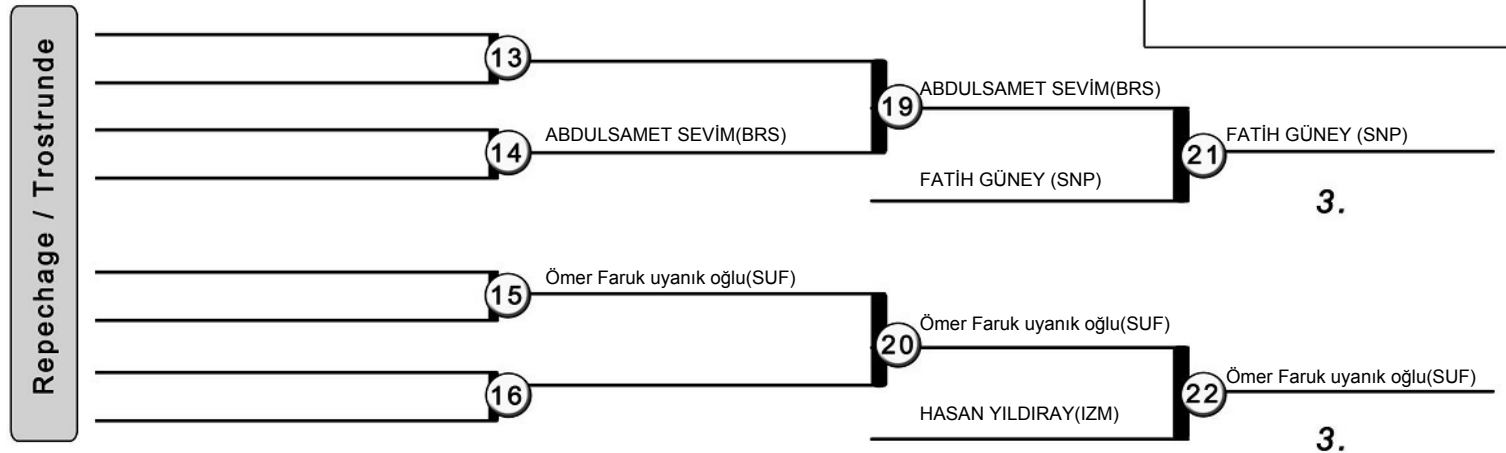 Repechage / Trostrunde
13
ABDULSAMET SEVİM(BRS)
19
ABDULSAMET SEVİM(BRS)
14
FATİH GÜNEY (SNP)
21
FATİH GÜNEY (SNP)
3.
Ömer Faruk uyanık oğlu(SUF)
15
Ömer Faruk uyanık oğlu(SUF)
20
Ömer Faruk uyanık oğlu(SUF)
16
HASAN YILDIRAY(IZM)
22
3.